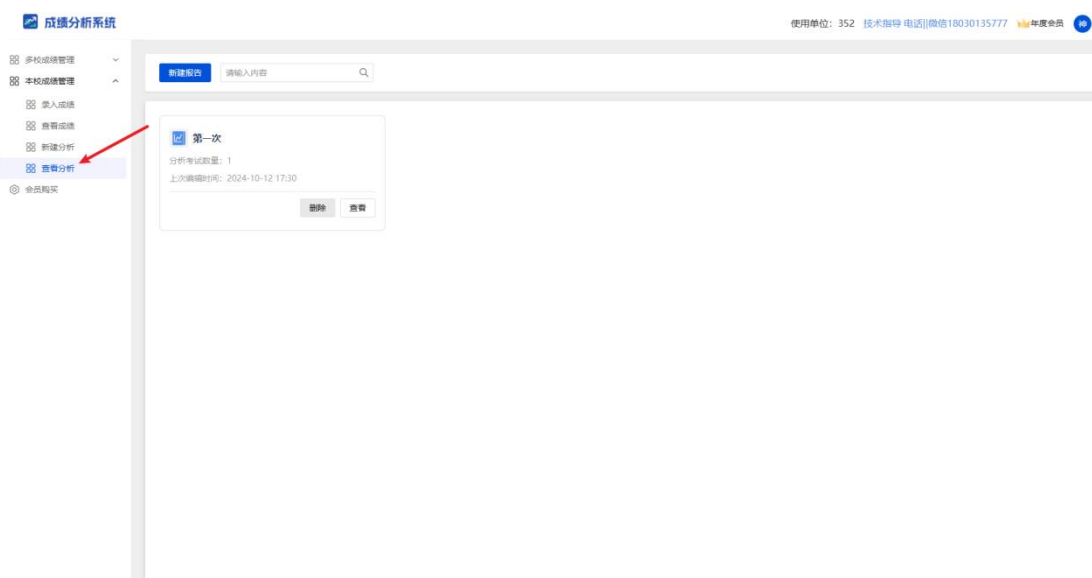 成绩分析系统
使用单位：352 技术指导 电话||微信18030135777 年度会员
多校成绩管理
本校成绩管理
录入成绩
查看成绩
新建分析
查看分析
会员购买
新建报告 请输入内容
第一次
分析考试数量：1
上次编辑时间：2024-10-12 17:30
删除 查看